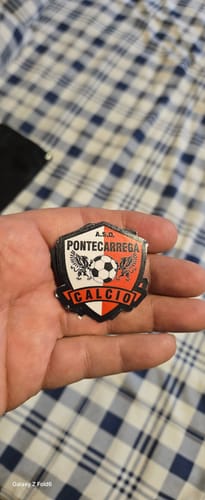 A.S.D.
PONTECARREGA
CALCIO
Galaxy Z Fold6